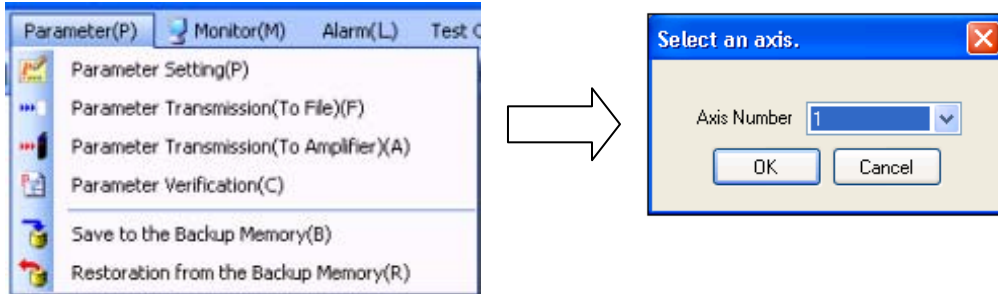 Parameter(P) Monitor(M) Alarm(L) Test
Parameter Setting(P)
Parameter Transmission(To File)(F)
Parameter Transmission(To Amplifier)(A)
Parameter Verification(C)
Save to the Backup Memory(B)
Restoration from the Backup Memory(R)
Select an axis.
Axis Number 1
OK Cancel